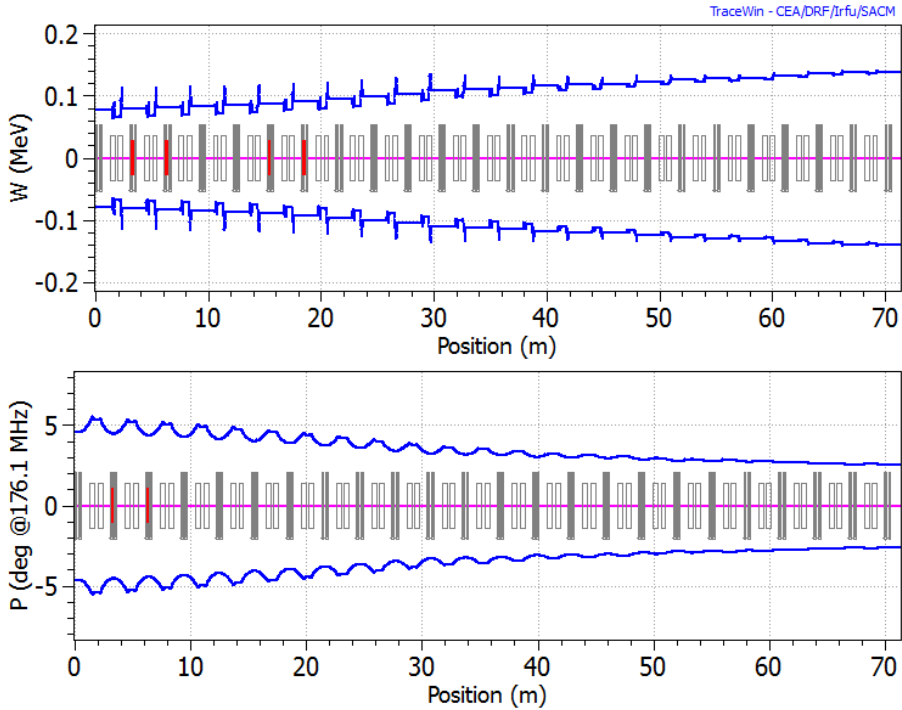 TraceWin - CEA/DRF/Irfu/SACM
0.2
0.1
0
-0.1
-0.2
W (MeV)
0 10 20 30 40 50 60 70
Position (m)
5
0
-5
P (deg @176.1 MHz)
0 10 20 30 40 50 60 70
Position (m)